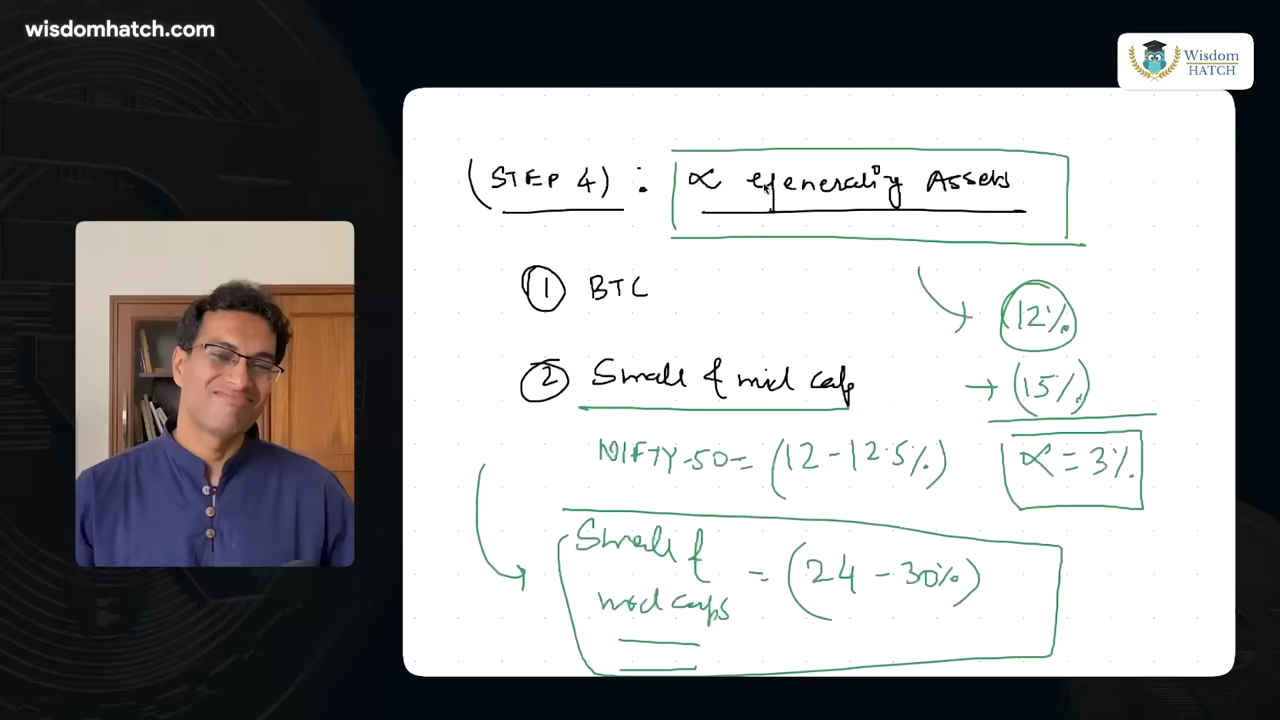 wisdomhatch.com
Wisdom
HATCH
(STEP 4) : ∝ Generating Assets
① BTC
(12%)
② Small & mid cap
→ (15%)
NIFTY-50 = (12 - 12.5%)
∝ = 3%
Small &
mid caps = (24 - 30%)